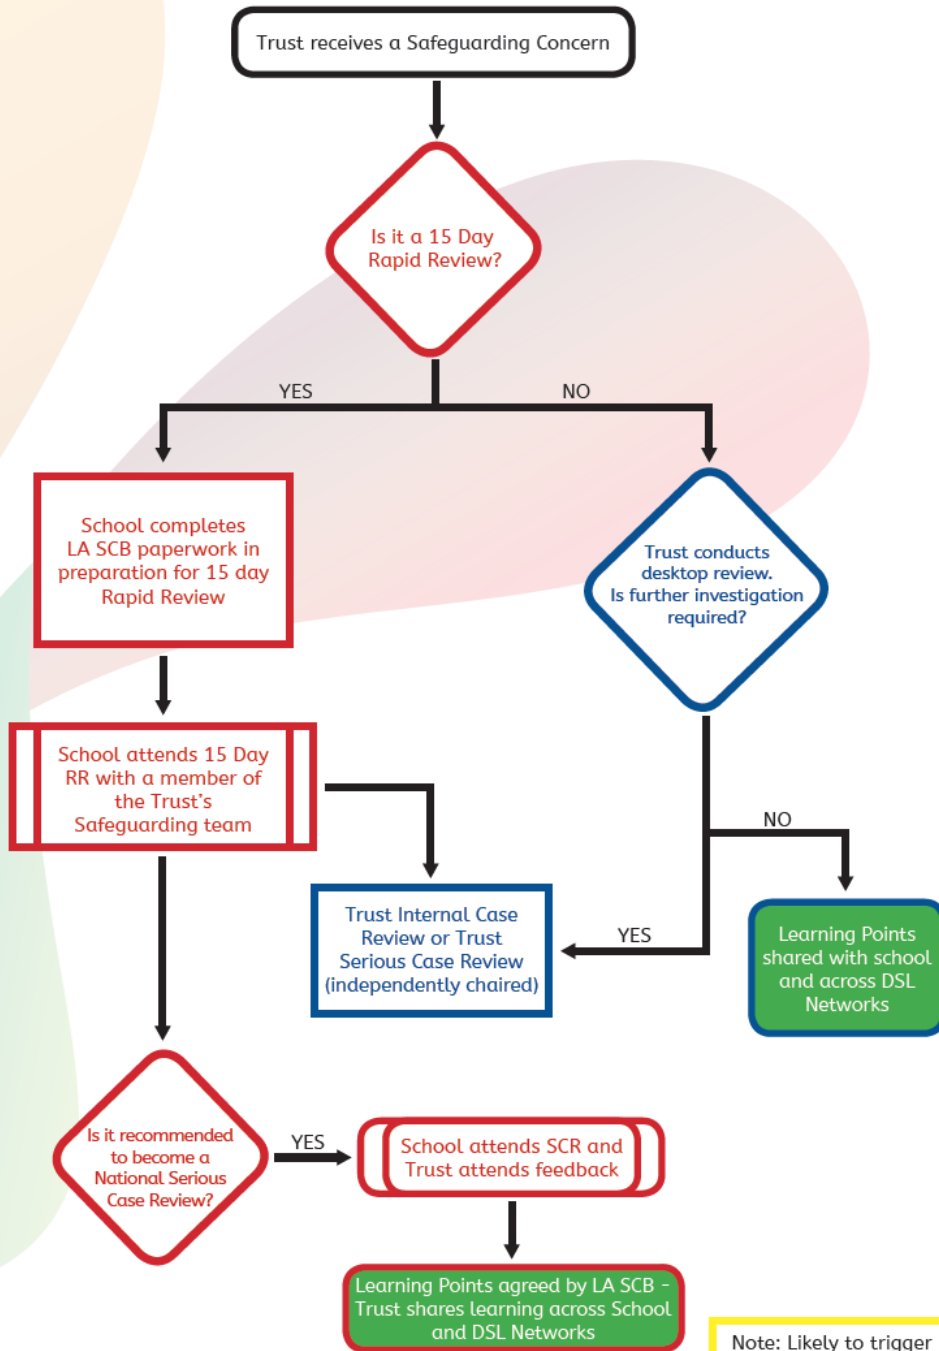 Trust receives a Safeguarding Concern
Is it a 15 Day
Rapid Review?
YES
NO
School completes
LA SCB paperwork in
preparation for 15 day
Rapid Review
Trust conducts
desktop review.
Is further investigation
required?
School attends 15 Day
RR with a member of
the Trust's
Safeguarding team
NO
Trust Internal Case
Review or Trust
Serious Case Review
(independently chaired)
YES
Learning Points
shared with school
and across DSL
Networks
Is it recommended
to become a
National Serious
Case Review?
YES
School attends SCR and
Trust attends feedback
Learning Points agreed by LA SCB -
Trust shares learning across School
and DSL Networks
Note: Likely to trigger